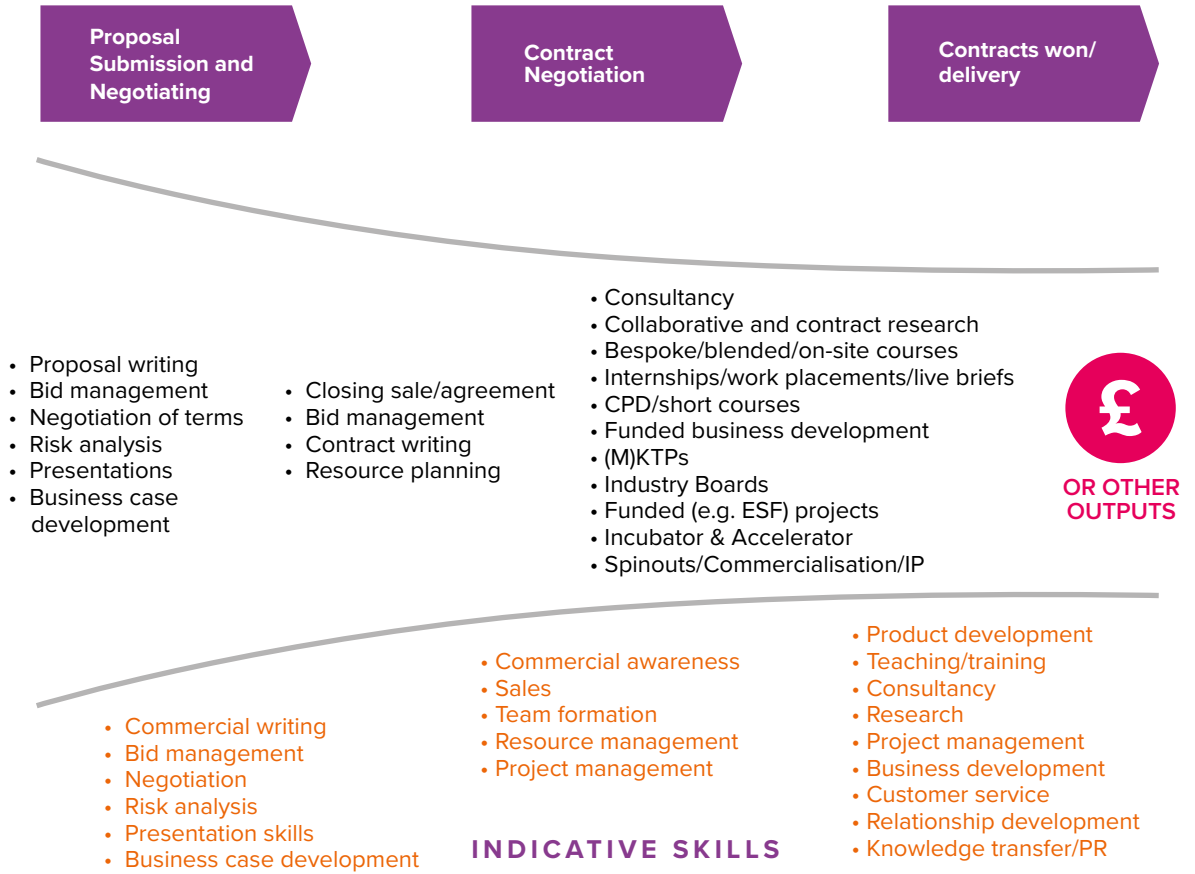 Proposal
Submission and
Negotiating
Contract
Negotiation
Contracts won/
delivery
• Proposal writing
• Bid management
• Negotiation of terms
• Risk analysis
• Presentations
• Business case
development
• Closing sale/agreement
• Bid management
• Contract writing
• Resource planning
• Consultancy
• Collaborative and contract research
• Bespoke/blended/on-site courses
• Internships/work placements/live briefs
• CPD/short courses
• Funded business development
• (M)KTPs
• Industry Boards
• Funded (e.g. ESF) projects
• Incubator & Accelerator
• Spinouts/Commercialisation/IP
£
OR OTHER
OUTPUTS
• Commercial writing
• Bid management
• Negotiation
• Risk analysis
• Presentation skills
• Business case development
• Commercial awareness
• Sales
• Team formation
• Resource management
• Project management
• Product development
• Teaching/training
• Consultancy
• Research
• Project management
• Business development
• Customer service
• Relationship development
• Knowledge transfer/PR
INDICATIVE SKILLS